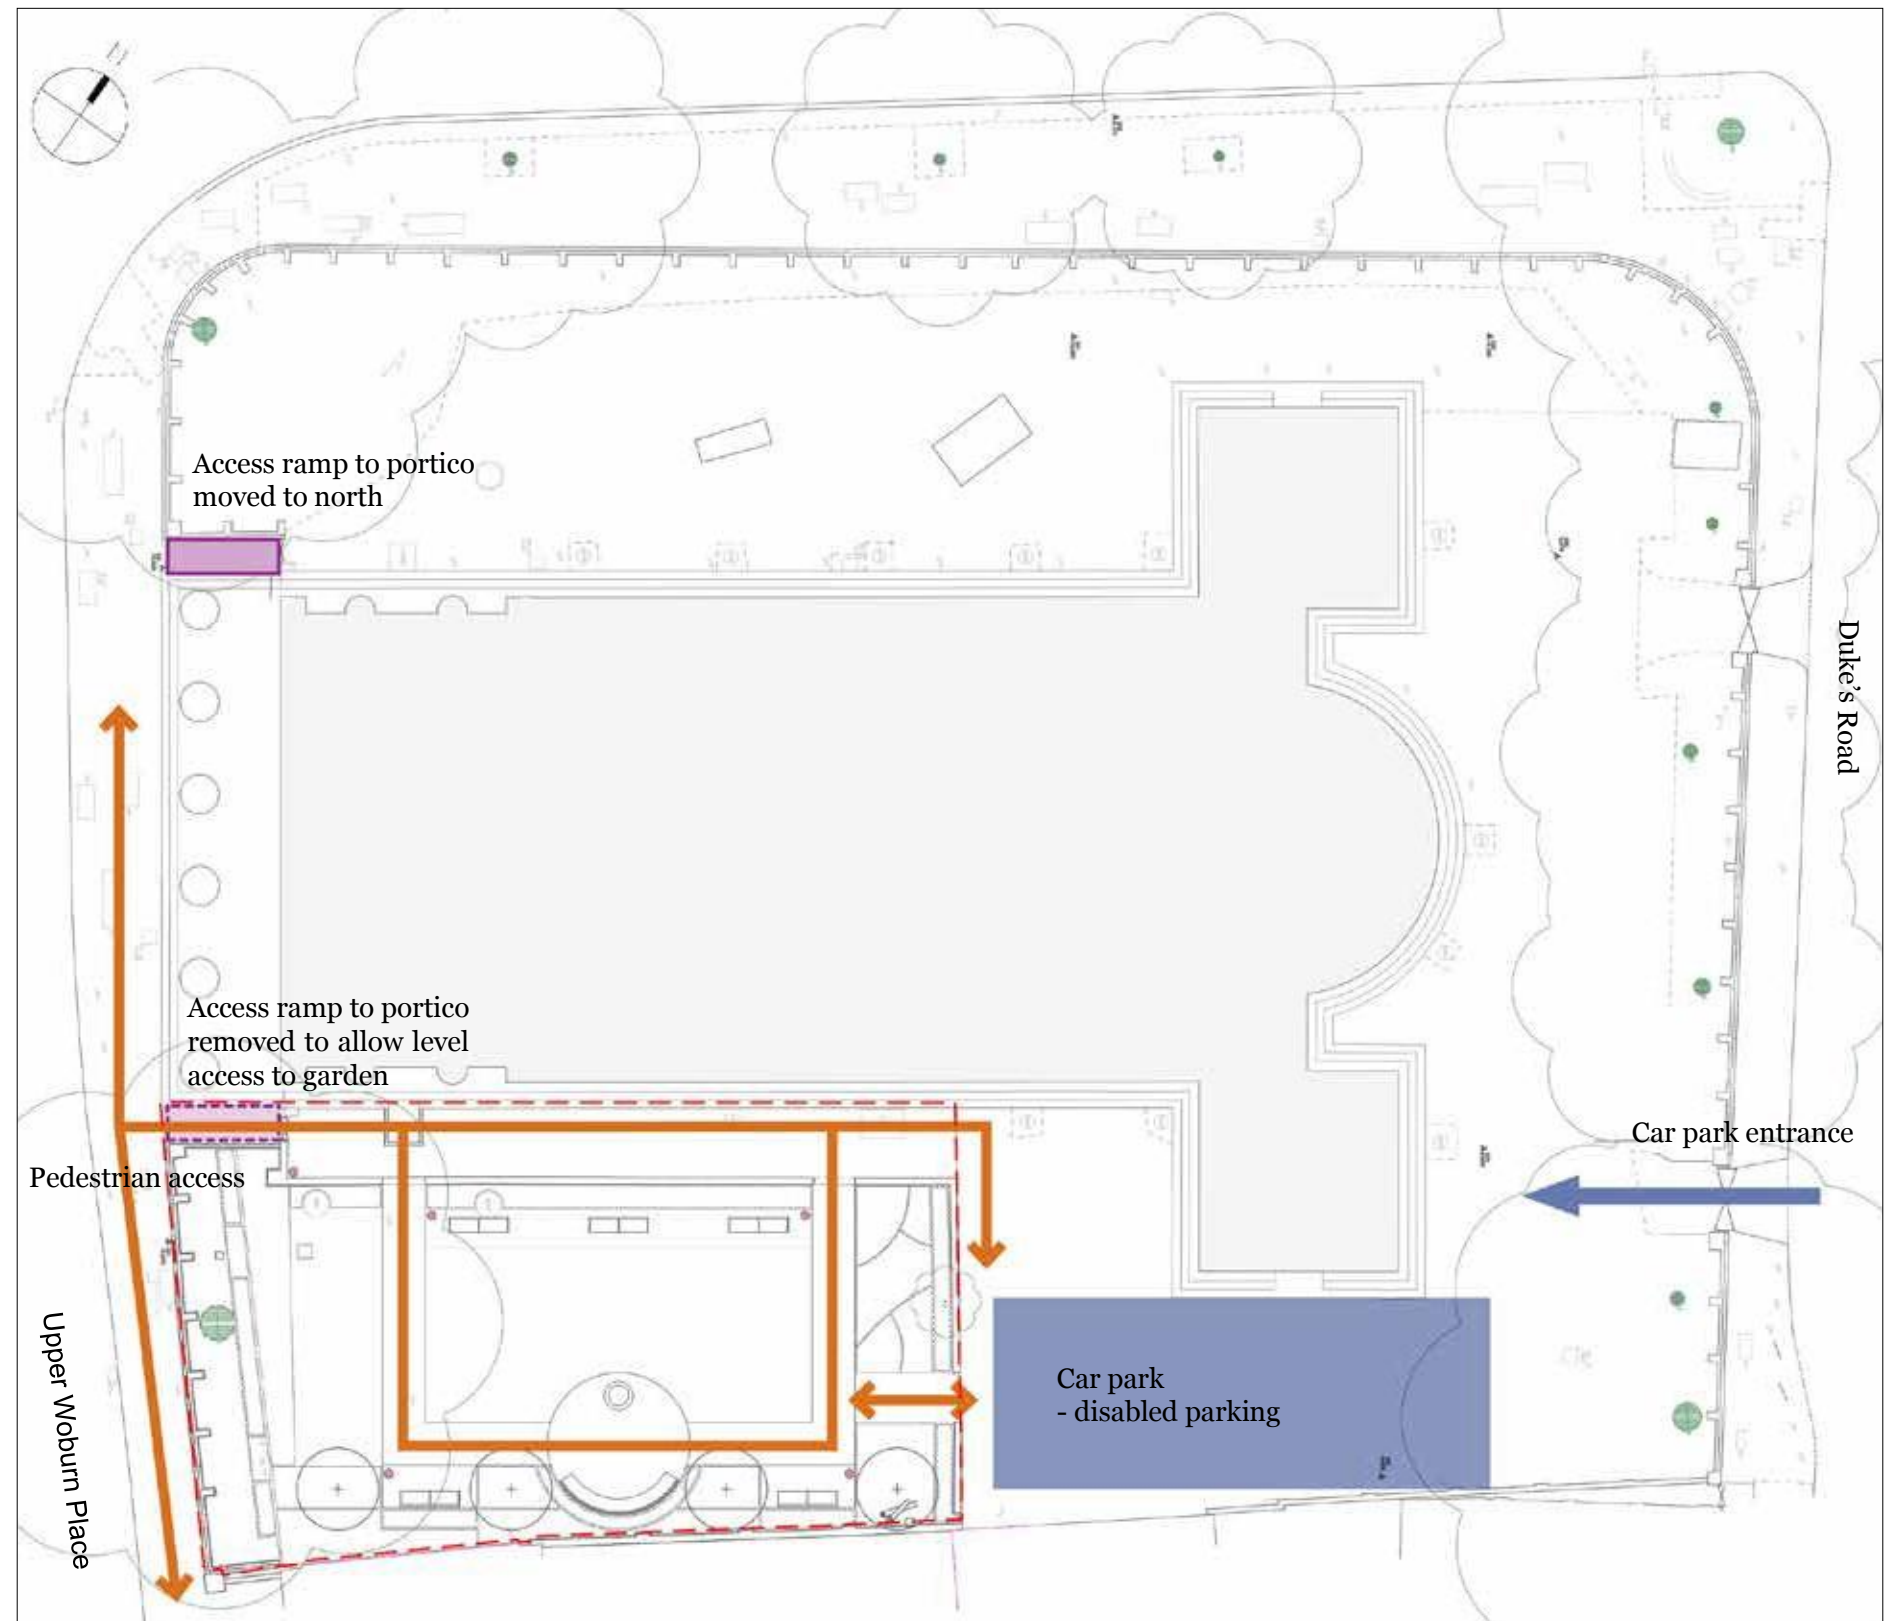 Access ramp to portico
moved to north
Duke's Road
Access ramp to portico
removed to allow level
access to garden
Car park entrance
Pedestrian access
Upper Woburn Place
Car park
- disabled parking